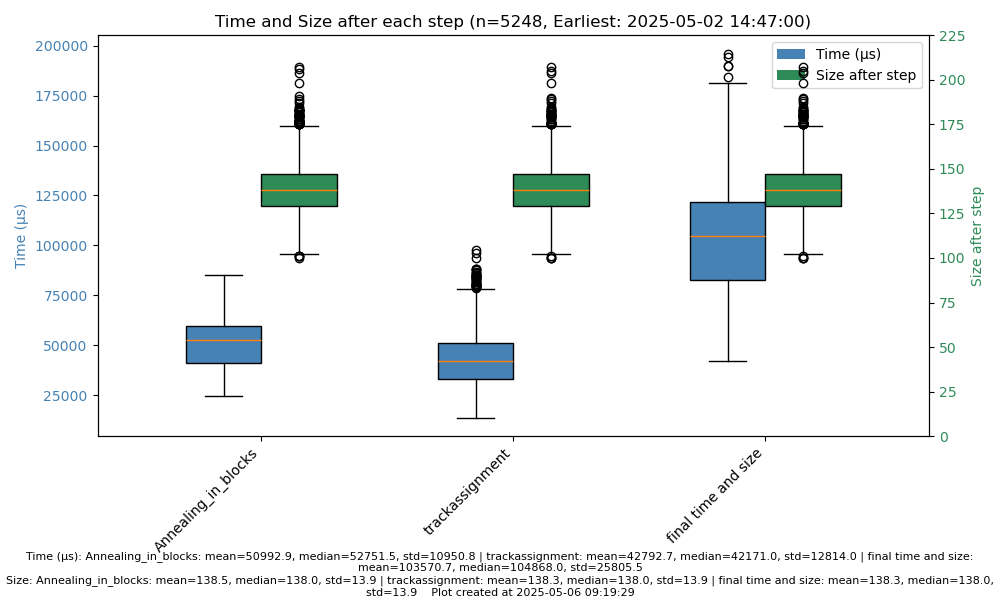 Time and Size after each step (n=5248, Earliest: 2025-05-02 14:47:00)
Time (µs)
Size after step
200000
175000
150000
125000
100000
75000
50000
25000
Time (µs)
225
200
175
150
125
100
75
50
25
0
Size after step
Annealing_in_blocks
trackassignment
final time and size
Time (µs): Annealing_in_blocks: mean=50992.9, median=52751.5, std=10950.8 | trackassignment: mean=42792.7, median=42171.0, std=12814.0 | final time and size:
mean=103570.7, median=104868.0, std=25805.5
Size: Annealing_in_blocks: mean=138.5, median=138.0, std=13.9 | trackassignment: mean=138.3, median=138.0, std=13.9 | final time and size: mean=138.3, median=138.0,
std=13.9    Plot created at 2025-05-06 09:19:29